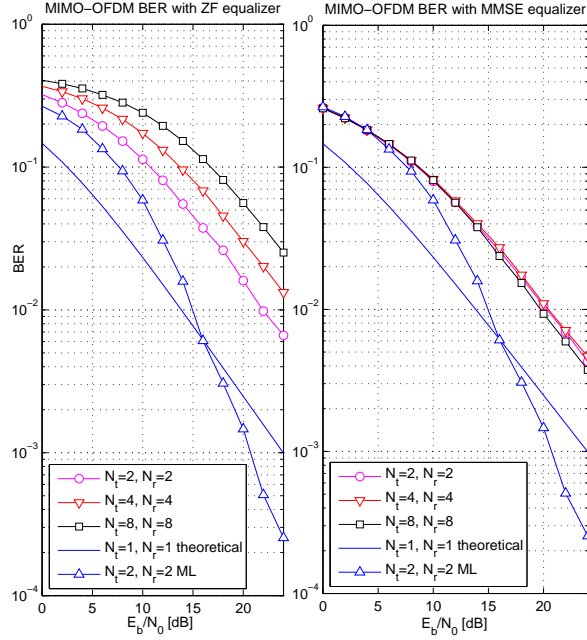 MIMO−OFDM BER with ZF equalizer
10^0
10^−1
10^−2
10^−3
10^−4
BER
0 5 10 15 20
E_b/N_0 [dB]
N_t=2, N_r=2
N_t=4, N_r=4
N_t=8, N_r=8
N_t=1, N_r=1 theoretical
N_t=2, N_r=2 ML
MIMO−OFDM BER with MMSE equalizer
10^0
10^−1
10^−2
10^−3
10^−4
0 5 10 15 20
E_b/N_0 [dB]
N_t=2, N_r=2
N_t=4, N_r=4
N_t=8, N_r=8
N_t=1, N_r=1 theoretical
N_t=2, N_r=2 ML